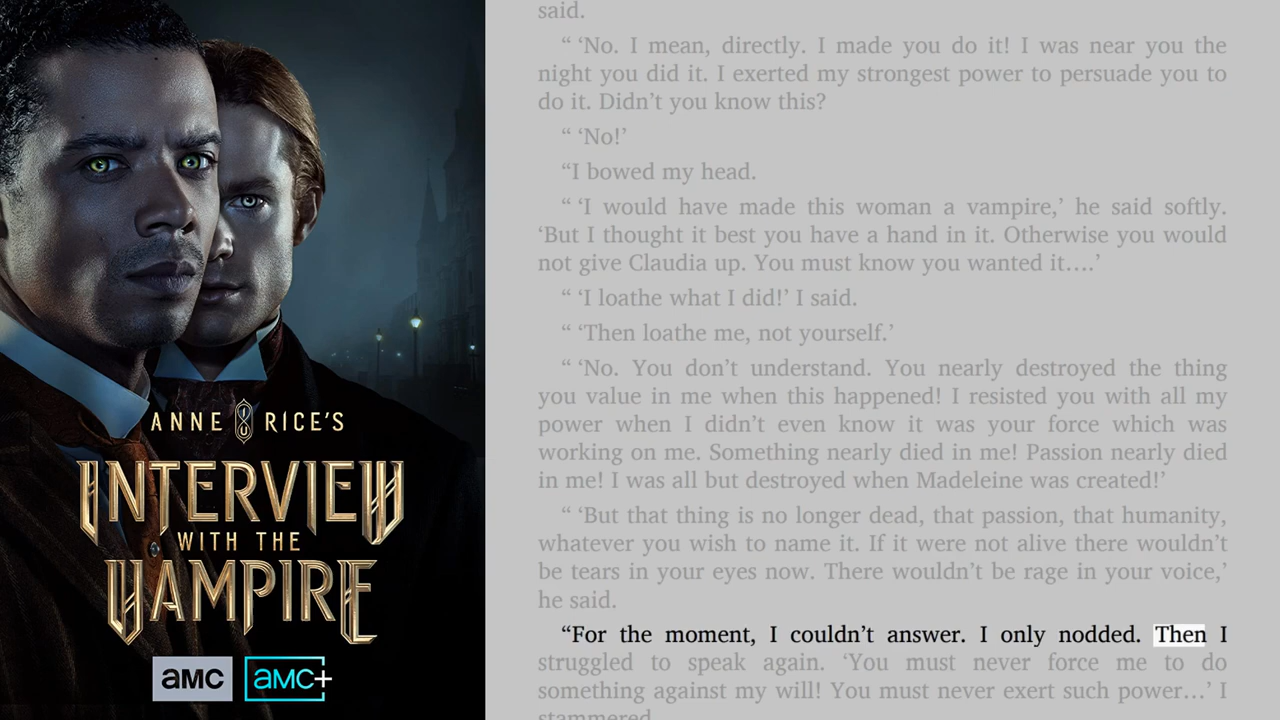 ANNE RICE'S
INTERVIEW
WITH THE
VAMPIRE
aMC
aMC+
said.
“ ‘No. I mean, directly. I made you do it! I was near you the
night you did it. I exerted my strongest power to persuade you to
do it. Didn’t you know this?
“ ‘No!’
“I bowed my head.
“ ‘I would have made this woman a vampire,’ he said softly.
‘But I thought it best you have a hand in it. Otherwise you would
not give Claudia up. You must know you wanted it….’
“ ‘I loathe what I did!’ I said.
“ ‘Then loathe me, not yourself.’
“ ‘No. You don’t understand. You nearly destroyed the thing
you value in me when this happened! I resisted you with all my
power when I didn’t even know it was your force which was
working on me. Something nearly died in me! Passion nearly died
in me! I was all but destroyed when Madeleine was created!’
“ ‘But that thing is no longer dead, that passion, that humanity,
whatever you wish to name it. If it were not alive there wouldn’t
be tears in your eyes now. There wouldn’t be rage in your voice,’
he said.
“For the moment, I couldn’t answer. I only nodded. Then I
struggled to speak again. ‘You must never force me to do
something against my will! You must never exert such power…’ I
stammered.